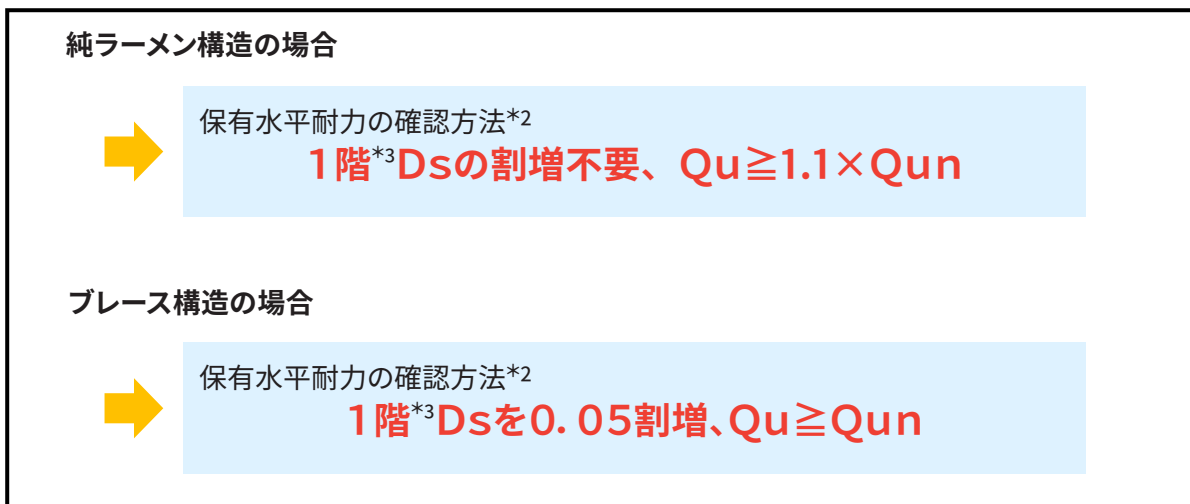 純ラーメン構造の場合
保有水平耐力の確認方法*2
1階*3Dsの割増不要、Qu≧1.1×Qun
ブレース構造の場合
保有水平耐力の確認方法*2
1階*3Dsを0.05割増、Qu≧Qun